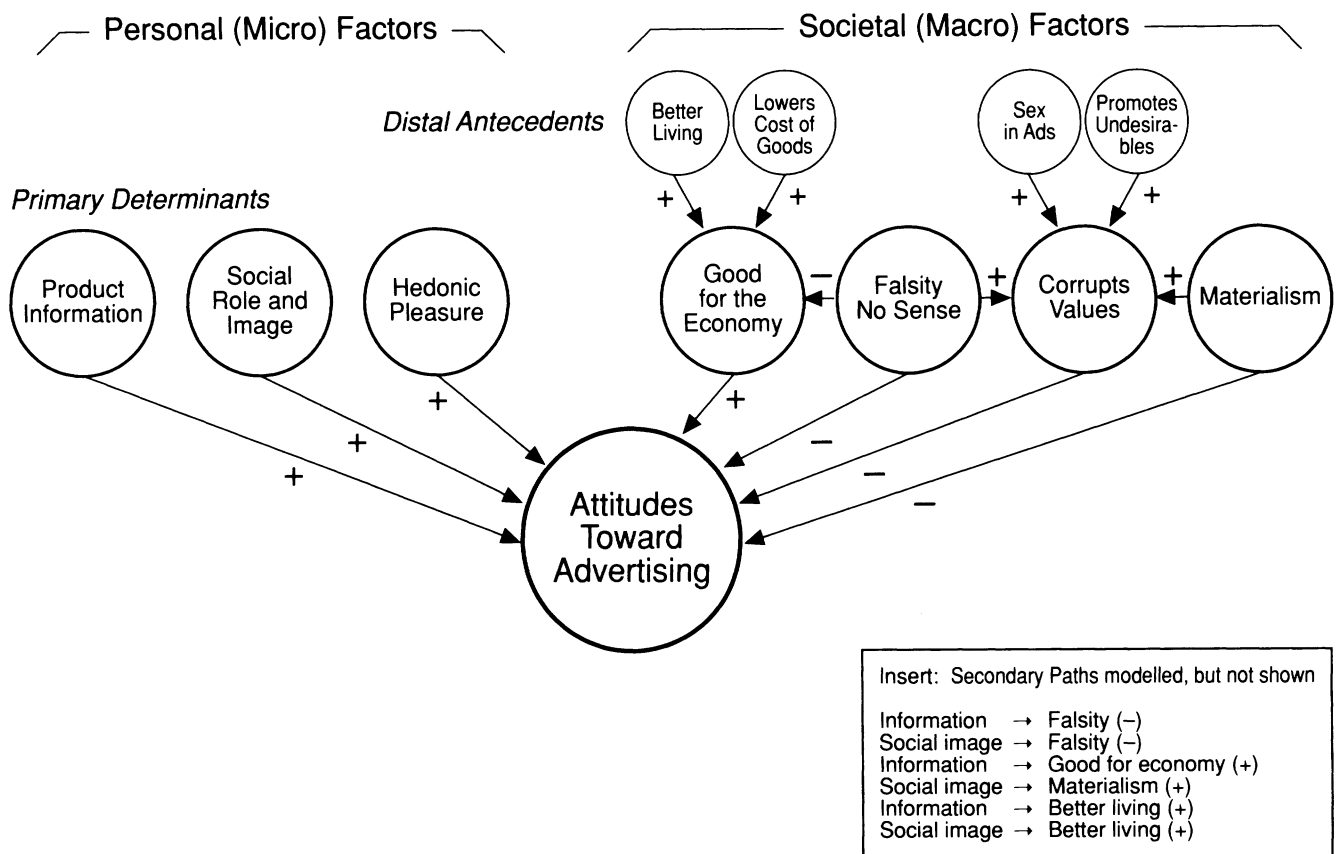 Personal (Micro) Factors
Societal (Macro) Factors
Distal Antecedents
Better
Living
Lowers
Cost of
Goods
Sex
in Ads
Promotes
Undesira-
bles
+
+
+
+
Primary Determinants
Product
Information
Social
Role and
Image
Hedonic
Pleasure
Good
for the
Economy
–
Falsity
No Sense
+
Corrupts
Values
+
Materialism
+
+
+
+
–
–
–
Attitudes
Toward
Advertising
Insert: Secondary Paths modelled, but not shown
Information → Falsity (–)
Social image → Falsity (–)
Information → Good for economy (+)
Social image → Materialism (+)
Information → Better living (+)
Social image → Better living (+)